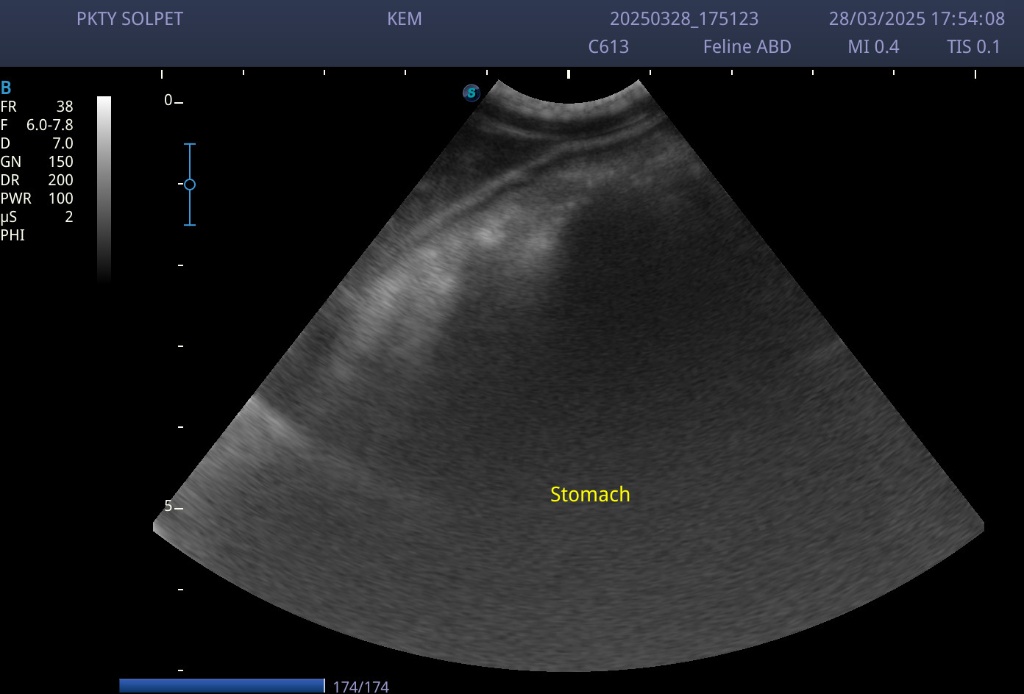 PKTY SOLPET KEM 20250328_175123 28/03/2025 17:54:08
C613 Feline ABD MI 0.4 TIS 0.1
B
FR 38
F 6.0-7.8
D 7.0
GN 150
DR 200
PWR 100
µS 2
PHI
S
0
5
Stomach
174/174